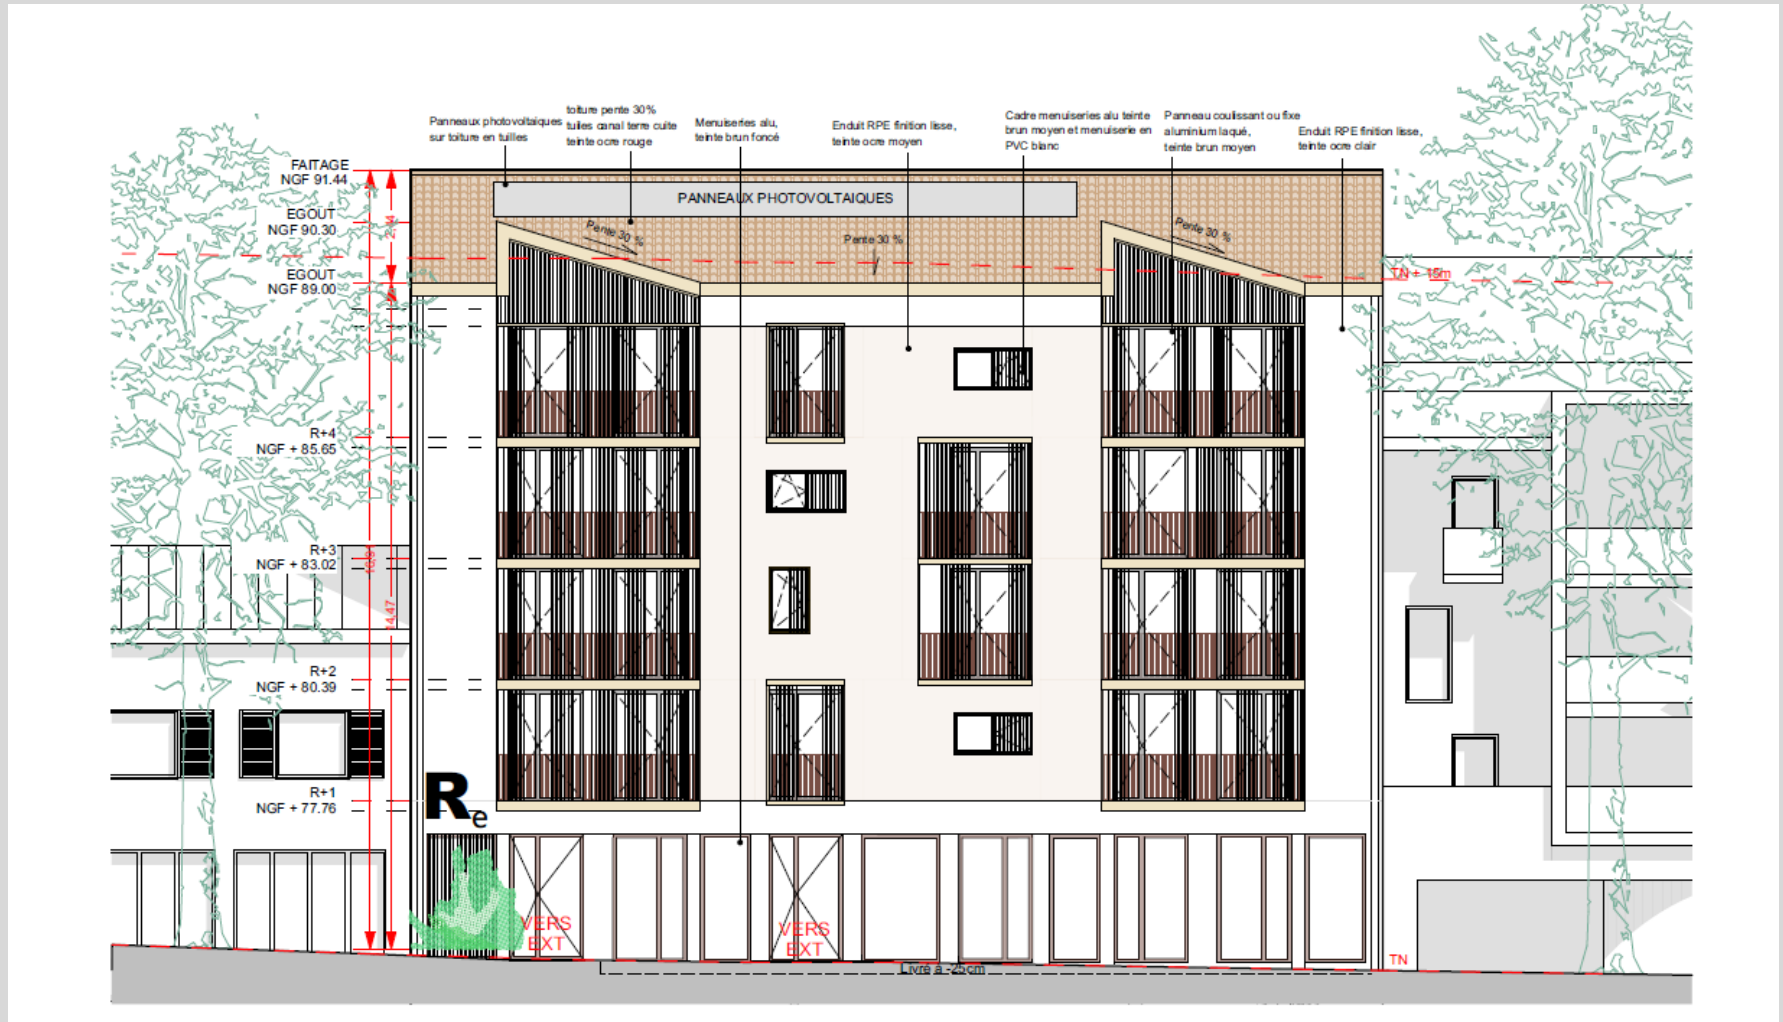 Panneaux photovoltaiques
sur toiture en tuilles
toiture pente 30%
tuiles canal terre cuite
teinte ocre rouge
Menuiseries alu,
teinte brun foncé
Enduit RPE finition lisse,
teinte ocre moyen
Cadre menuiseries alu teinte
brun moyen et menuiserie en
PVC blanc
Panneau coulissant ou fixe
aluminium laqué,
teinte brun moyen
Enduit RPE finition lisse,
teinte ocre clair
FAITAGE
NGF 91.44
PANNEAUX PHOTOVOLTAIQUES
EGOUT
NGF 90.30
Pente 30 %
Pente 30 %
Pente 30 %
EGOUT
NGF 89.00
TN + 15m
R+4
NGF + 85.65
R+3
NGF + 83.02
14,47
R+2
NGF + 80.39
R+1
NGF + 77.76
Re
VERS
EXT
VERS
EXT
TN
Livré à -25cm